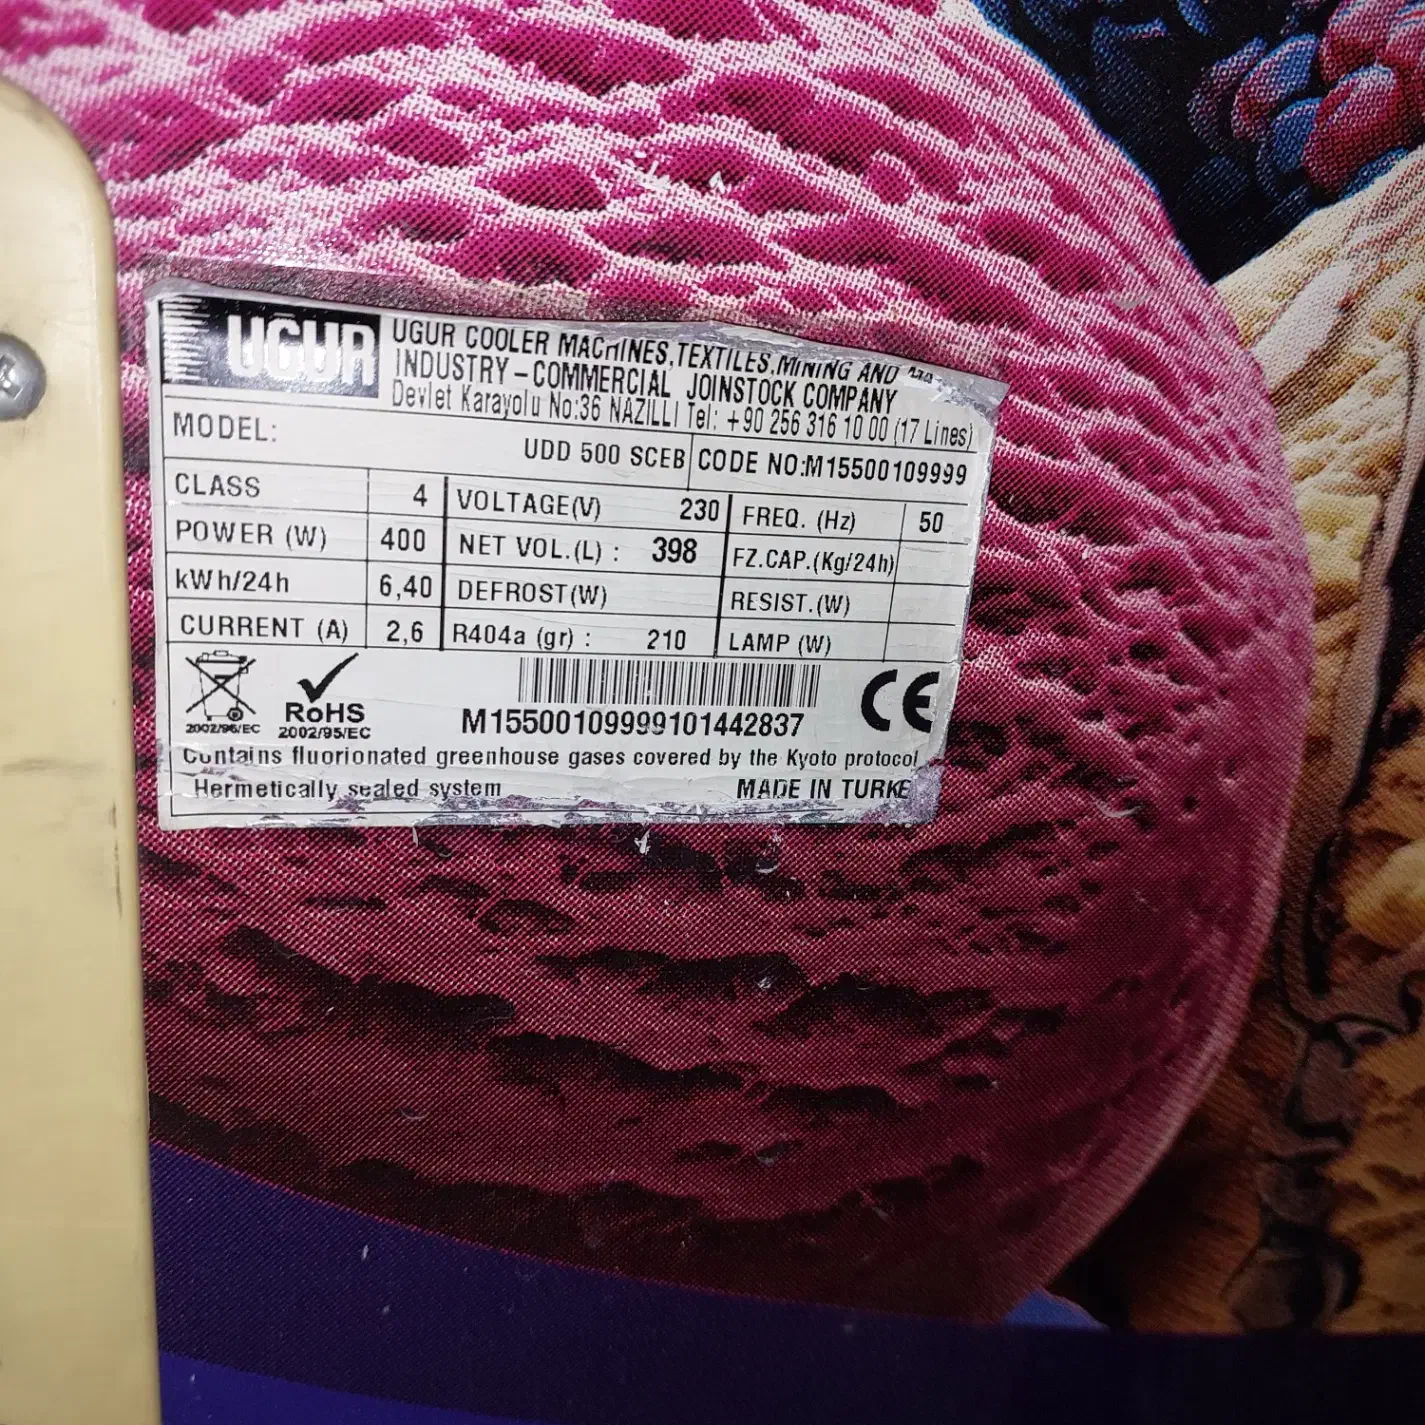 UĞUR
UGUR COOLER MACHINES,TEXTILES,MINING AND
INDUSTRY – COMMERCIAL JOINSTOCK COMPANY
Devlet Karayolu No:36 NAZILLI Tel: +90 256 316 10 00 (17 Lines)
MODEL: UDD 500 SCEB CODE NO:M15500109999
CLASS 4 VOLTAGE(V) 230 FREQ. (Hz) 50
POWER (W) 400 NET VOL.(L) : 398 FZ.CAP.(Kg/24h)
kWh/24h 6,40 DEFROST(W) RESIST.(W)
CURRENT (A) 2,6 R404a (gr) : 210 LAMP (W)
RoHS CE
2002/96/EC 2002/95/EC M15500109999101442837
Contains fluorionated greenhouse gases covered by the Kyoto protocol
Hermetically sealed system MADE IN TURKE